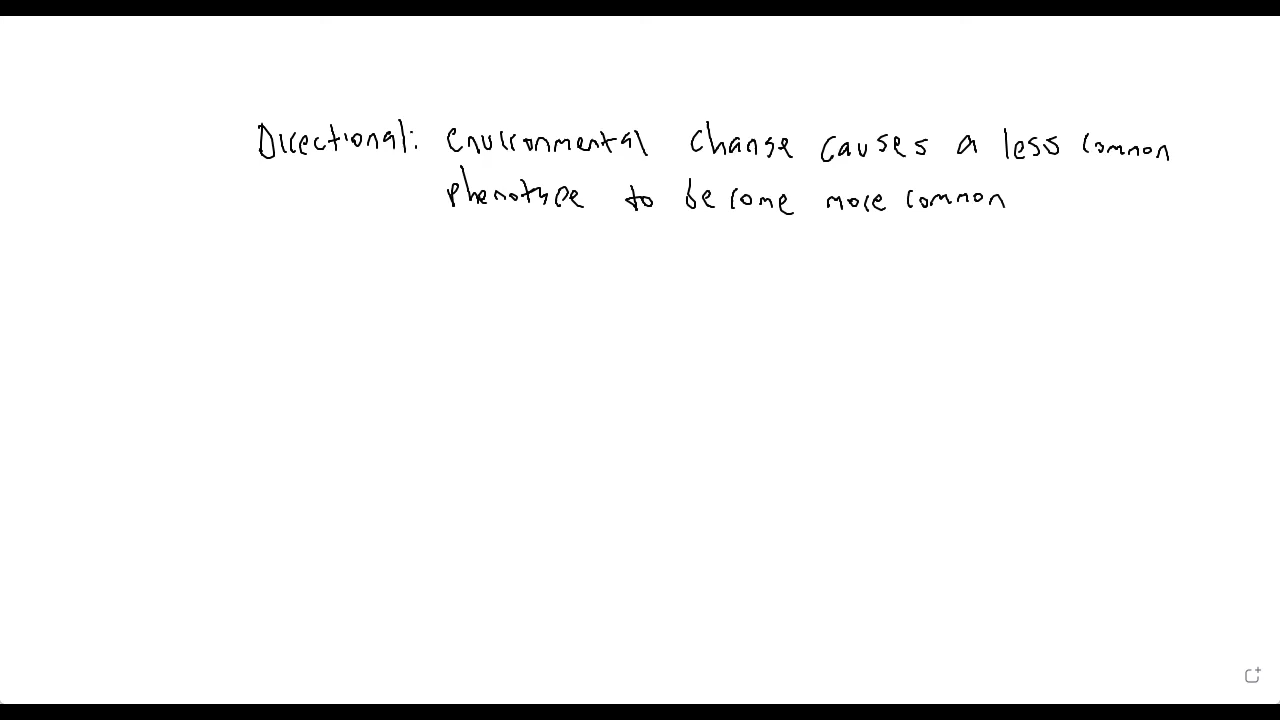 Directional: environmental change causes a less common
phenotype to become more common